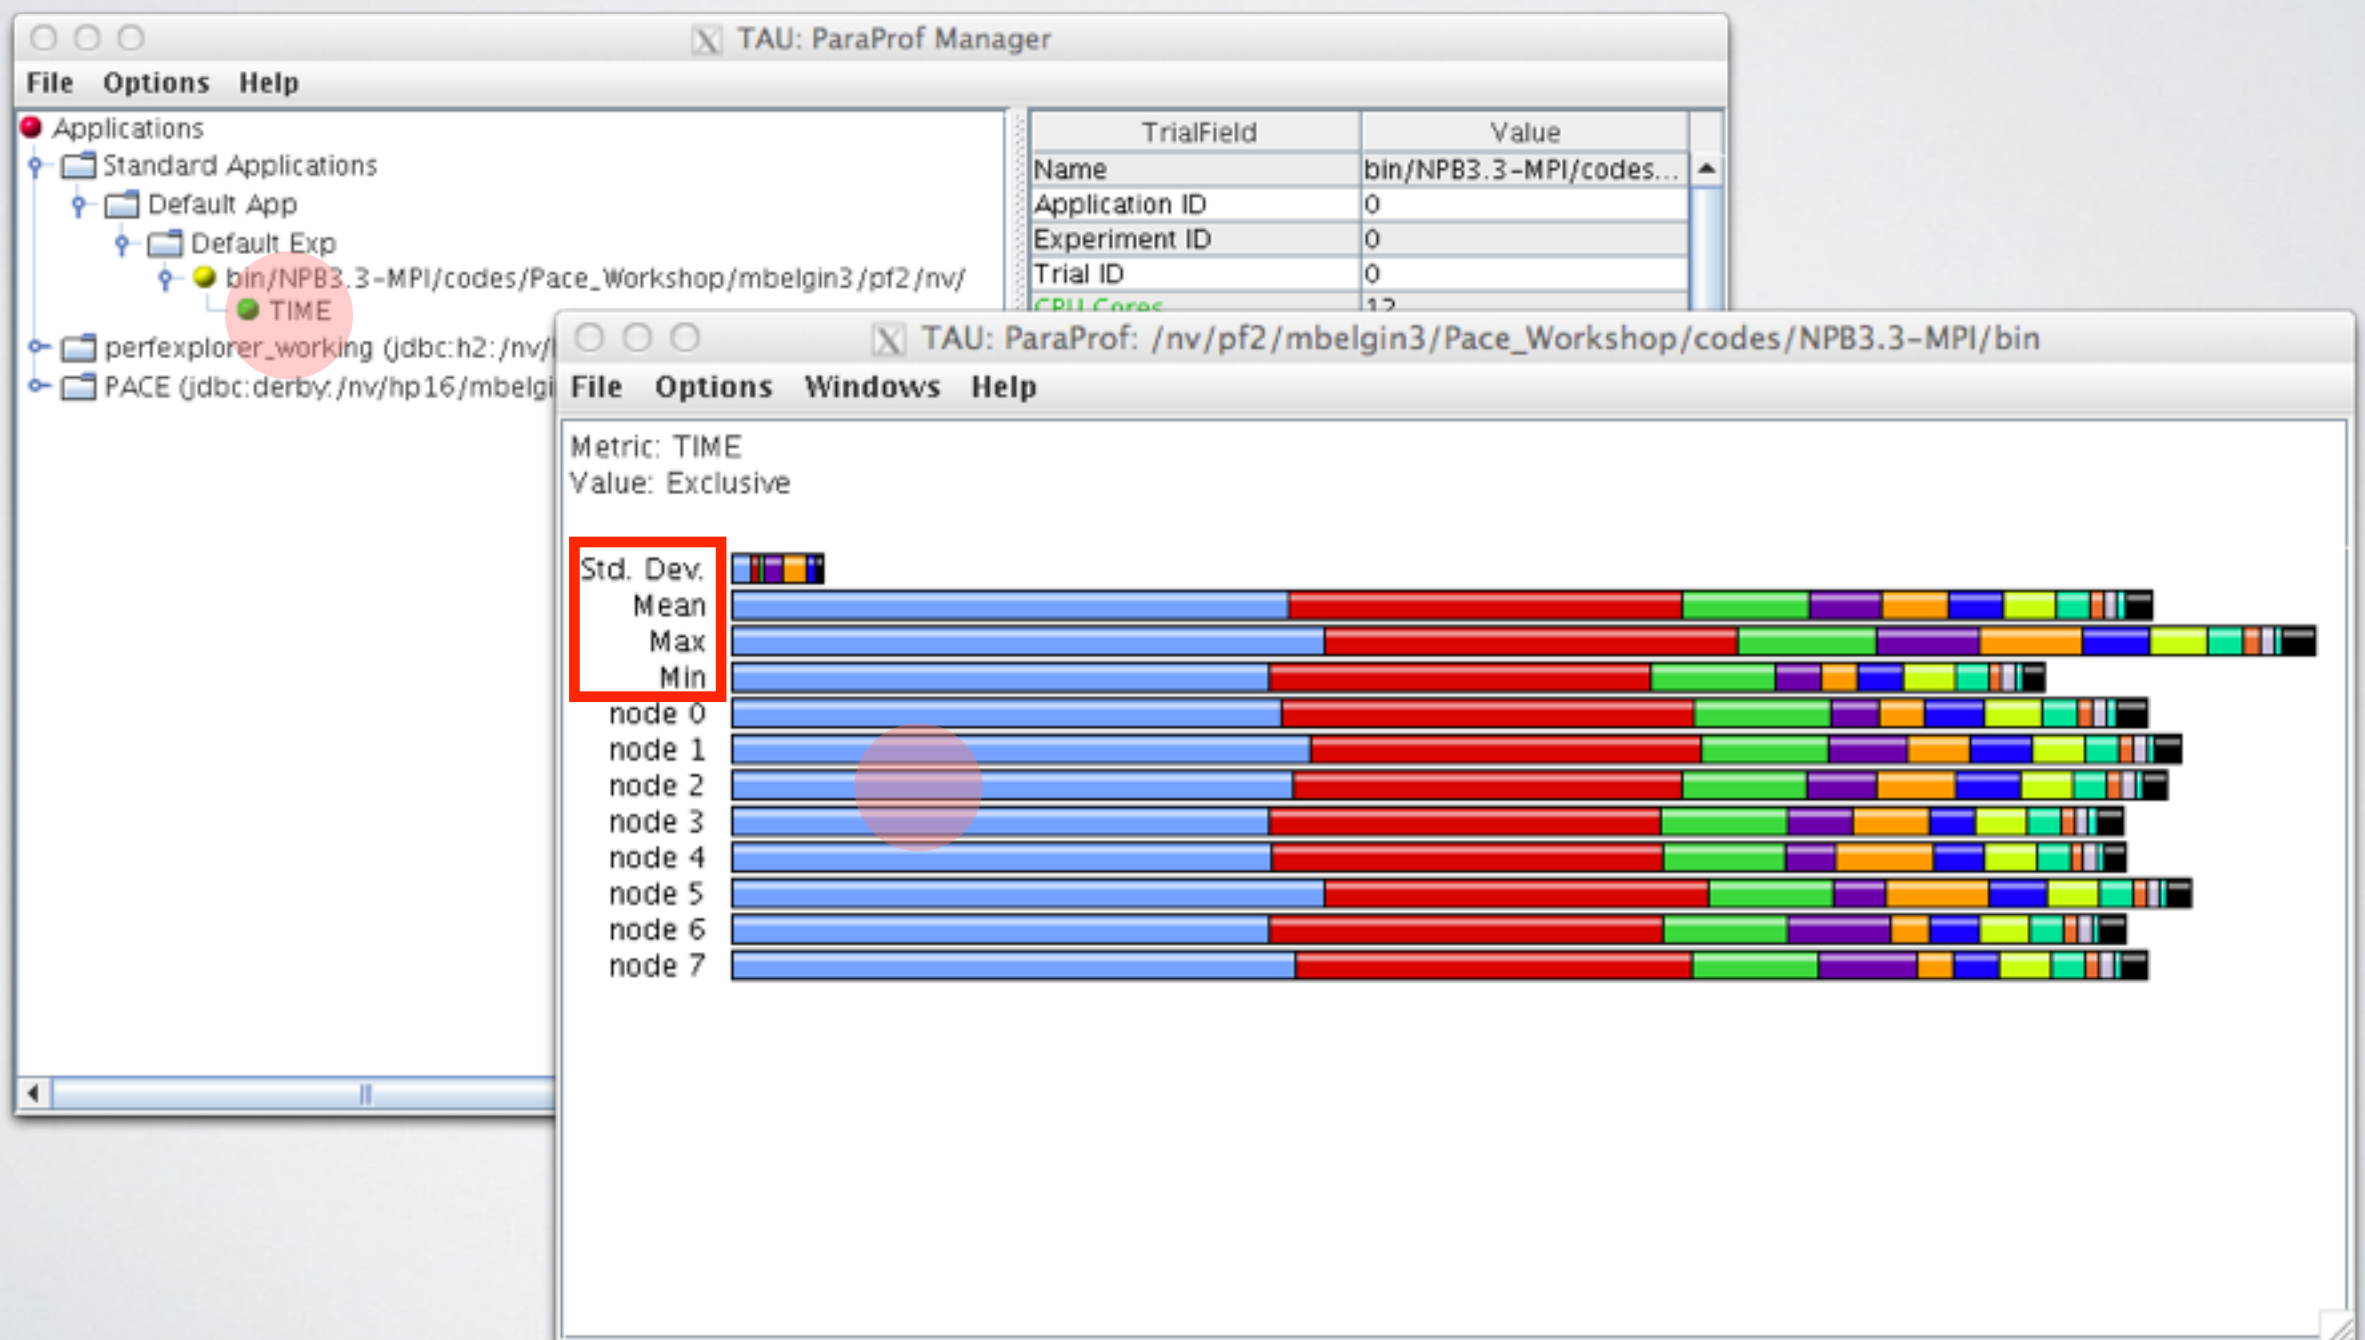 TAU: ParaProf Manager
File Options Help
Applications
Standard Applications
Default App
Default Exp
bin/NPB3.3-MPI/codes/Pace_Workshop/mbelgin3/pf2/nv/
TIME
perfexplorer_working (jdbc:h2:/nv/
PACE (jdbc:derby:/nv/hp16/mbelgi
TrialField Value
Name bin/NPB3.3-MPI/codes...
Application ID 0
Experiment ID 0
Trial ID 0
CPU Cores 12
TAU: ParaProf: /nv/pf2/mbelgin3/Pace_Workshop/codes/NPB3.3-MPI/bin
File Options Windows Help
Metric: TIME
Value: Exclusive
Std. Dev.
Mean
Max
Min
node 0
node 1
node 2
node 3
node 4
node 5
node 6
node 7